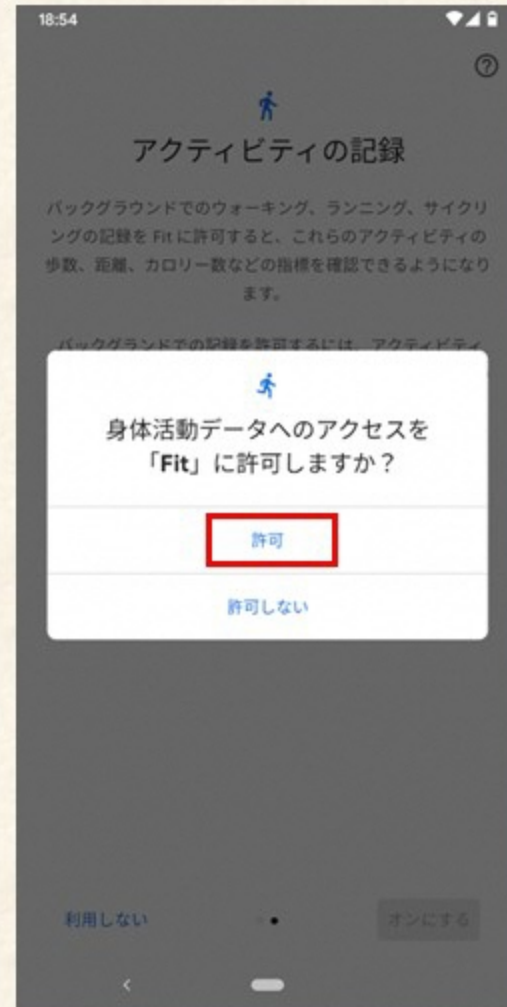 18:54
アクティビティの記録
バックグラウンドでのウォーキング、ランニング、サイクリ
ングの記録を Fit に許可すると、これらのアクティビティの
歩数、距離、カロリー数などの指標を確認できるようになり
ます。
バックグランドでの記録を許可するには、アクティビティ
身体活動データへのアクセスを
「Fit」に許可しますか？
許可
許可しない
利用しない
オンにする